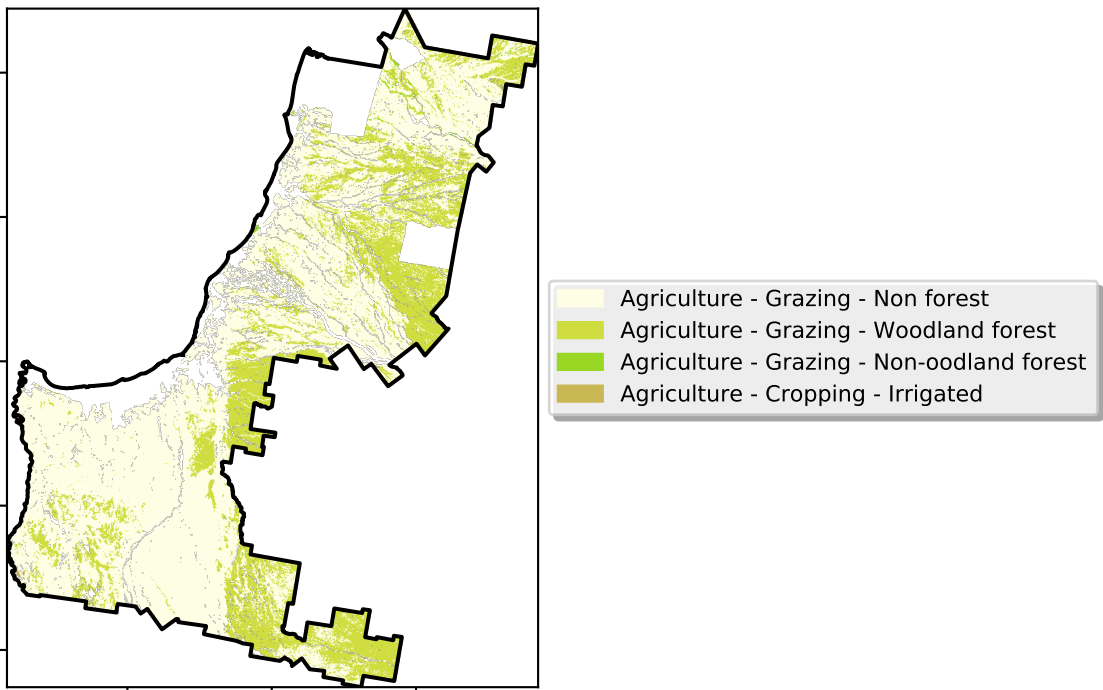 Agriculture - Grazing - Non forest
Agriculture - Grazing - Woodland forest
Agriculture - Grazing - Non-oodland forest
Agriculture - Cropping - Irrigated